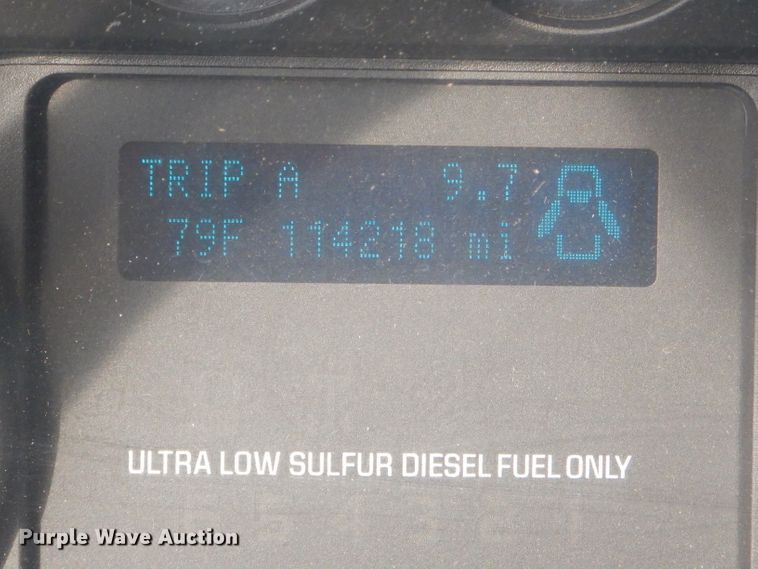 TRIP A 9.7
79F 114218 mi
ULTRA LOW SULFUR DIESEL FUEL ONLY
Purple Wave Auction